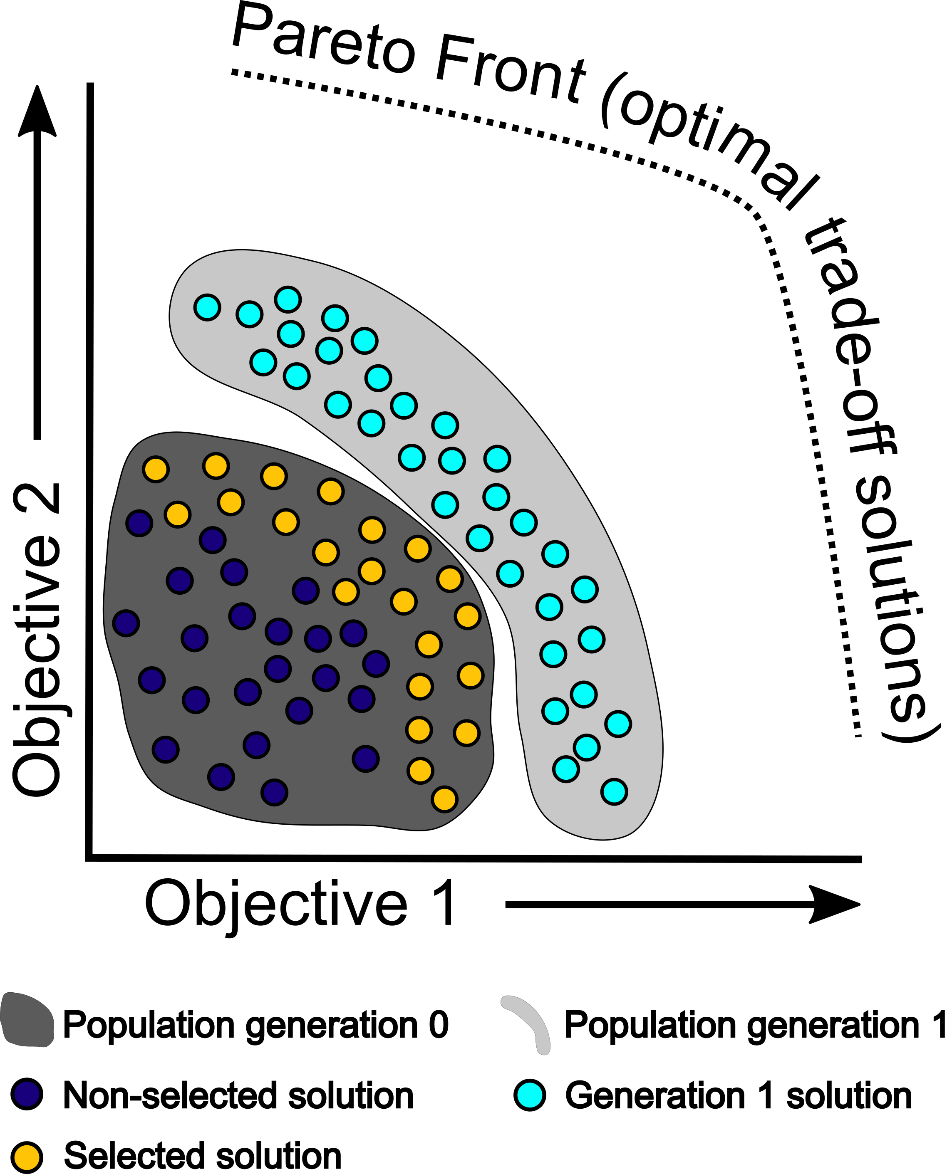 Pareto Front (optimal trade-off solutions)
Objective 2
Objective 1
Population generation 0
Population generation 1
Non-selected solution
Generation 1 solution
Selected solution